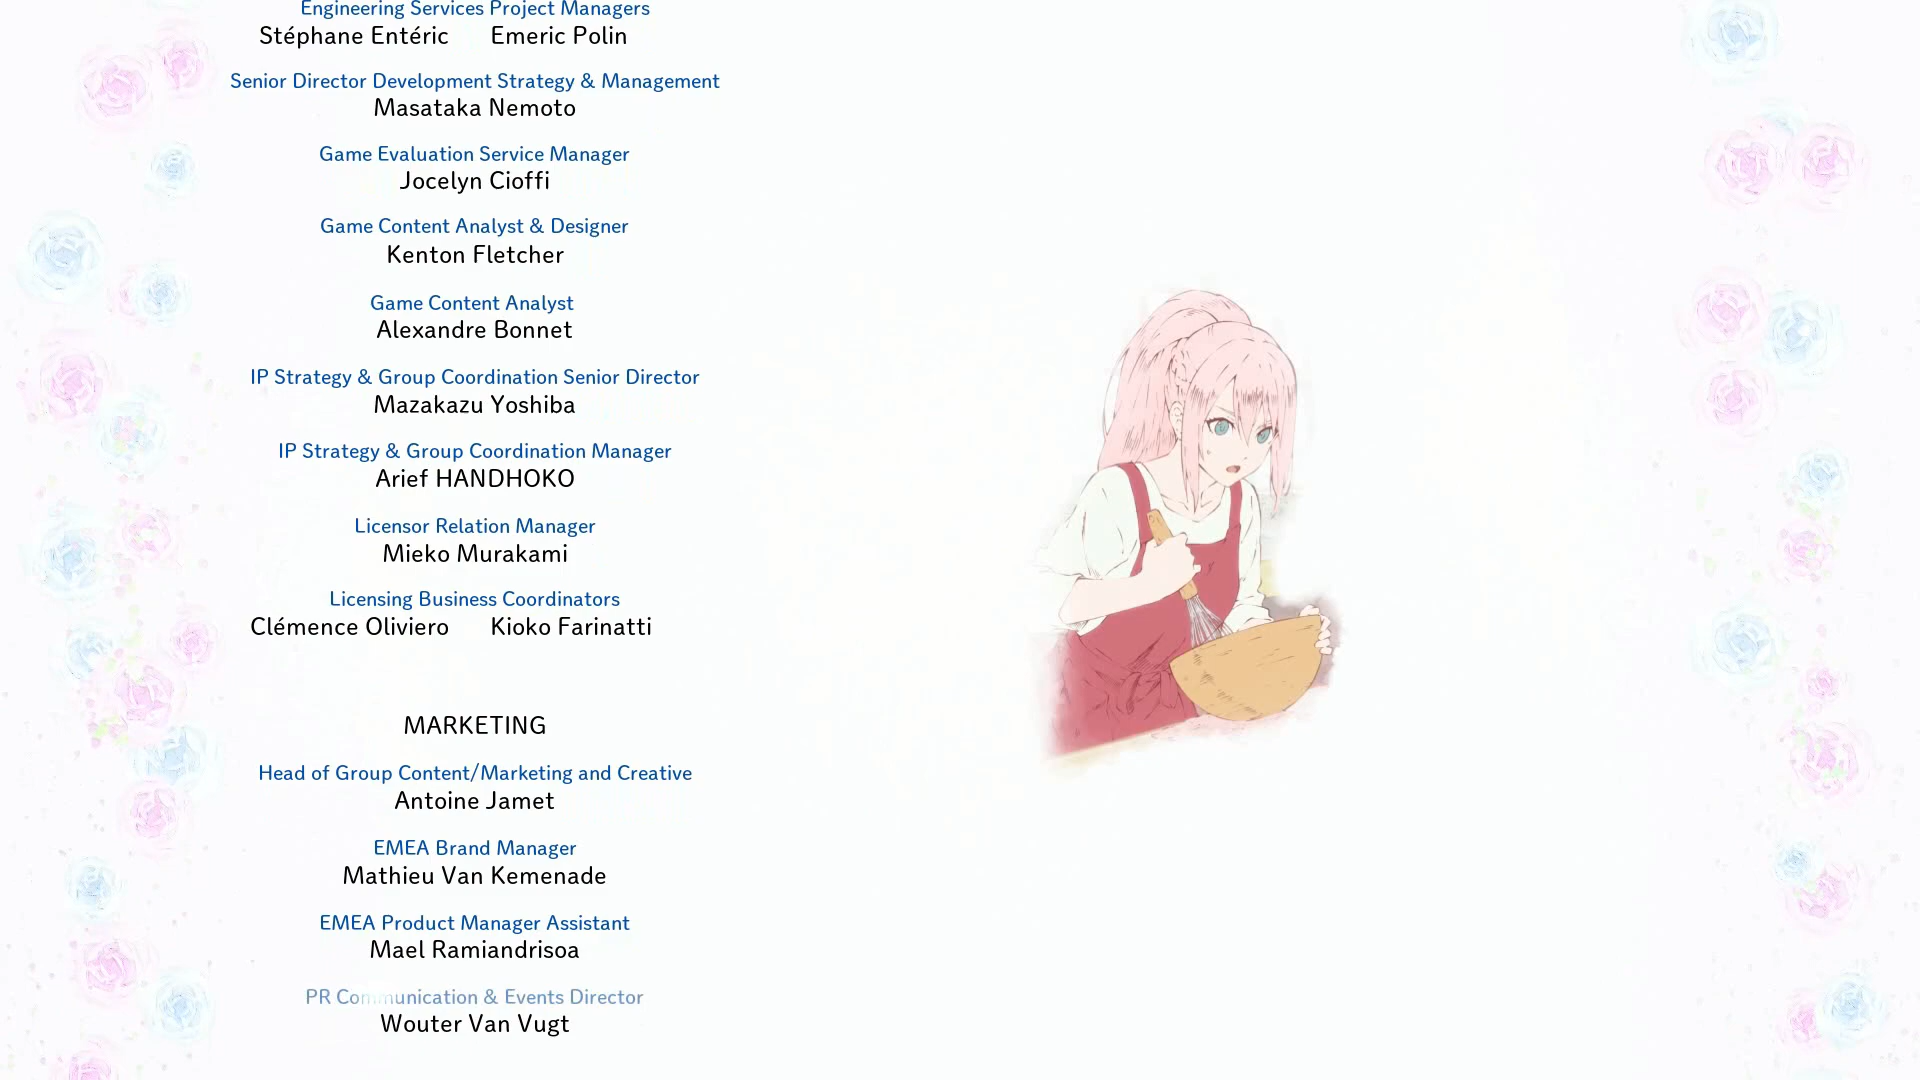 Engineering Services Project Managers
Stéphane Entéric Emeric Polin
Senior Director Development Strategy & Management
Masataka Nemoto
Game Evaluation Service Manager
Jocelyn Cioffi
Game Content Analyst & Designer
Kenton Fletcher
Game Content Analyst
Alexandre Bonnet
IP Strategy & Group Coordination Senior Director
Mazakazu Yoshiba
IP Strategy & Group Coordination Manager
Arief HANDHOKO
Licensor Relation Manager
Mieko Murakami
Licensing Business Coordinators
Clémence Oliviero Kioko Farinatti
MARKETING
Head of Group Content/Marketing and Creative
Antoine Jamet
EMEA Brand Manager
Mathieu Van Kemenade
EMEA Product Manager Assistant
Mael Ramiandrisoa
PR Communication & Events Director
Wouter Van Vugt